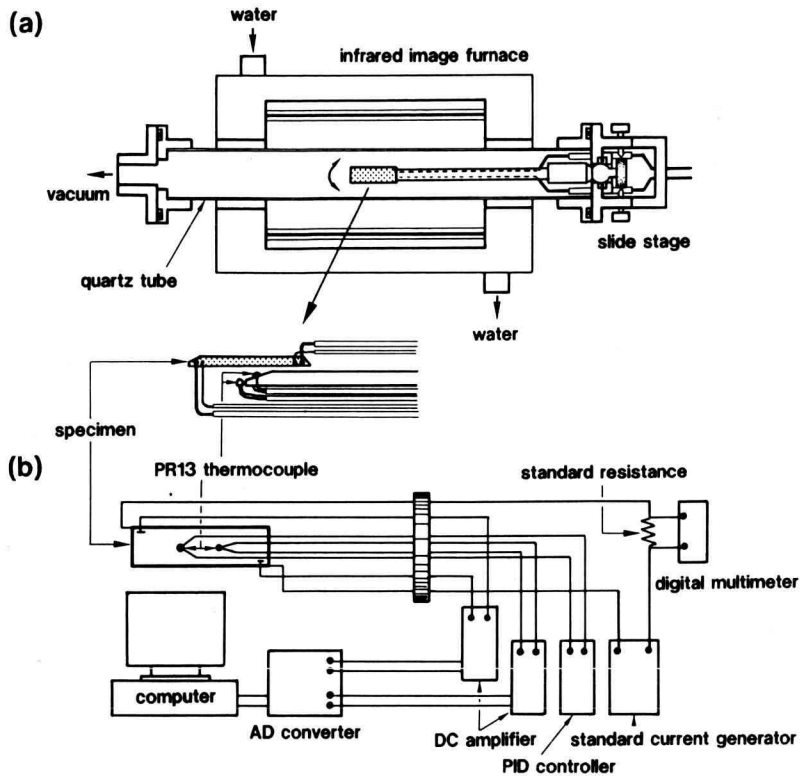 (a)
water
infrared image furnace
vacuum
slide stage
quartz tube
water
specimen
(b)
PR13 thermocouple
standard resistance
digital multimeter
computer
AD converter
DC amplifier
standard current generator
PID controller